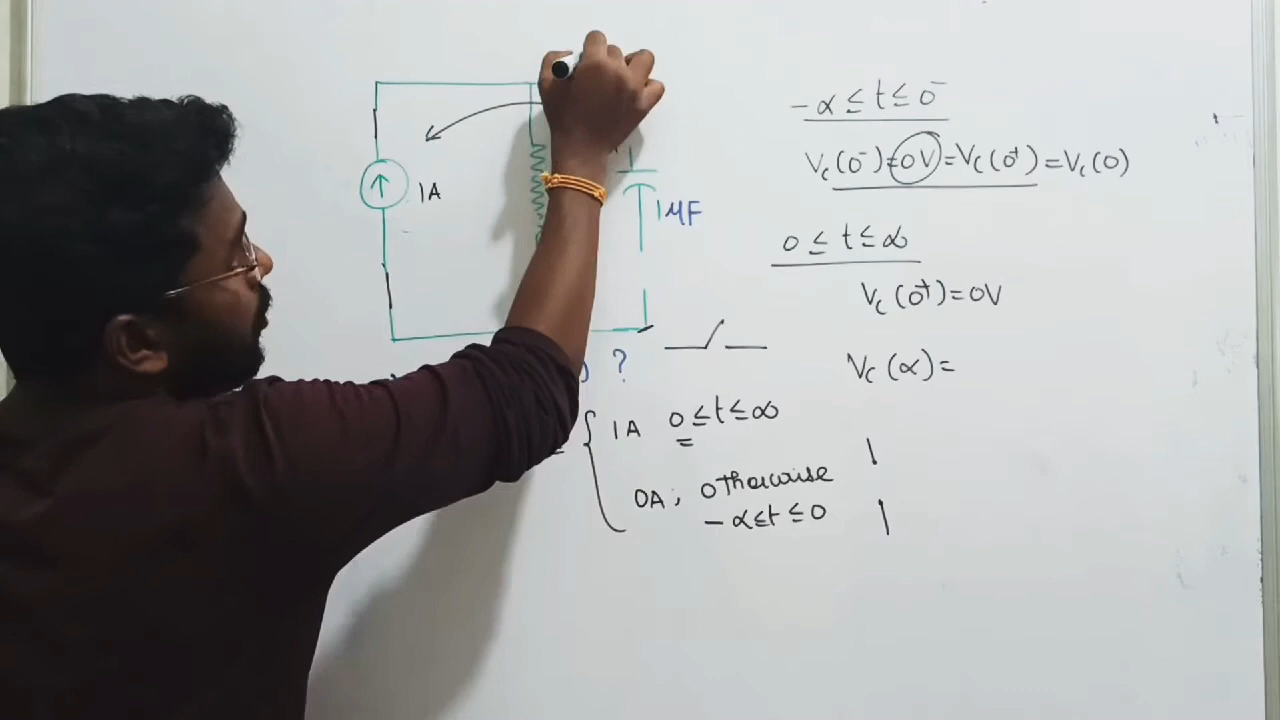 1A
1μF
) ?
1A 0 ≤ t ≤ ∞
0A; otherwise
-α ≤ t ≤ 0
-α ≤ t ≤ 0⁻
Vc(0⁻)=0V=Vc(0⁺)=Vc(0)
0 ≤ t ≤ ∞
Vc(0⁺)=0V
Vc(α)=